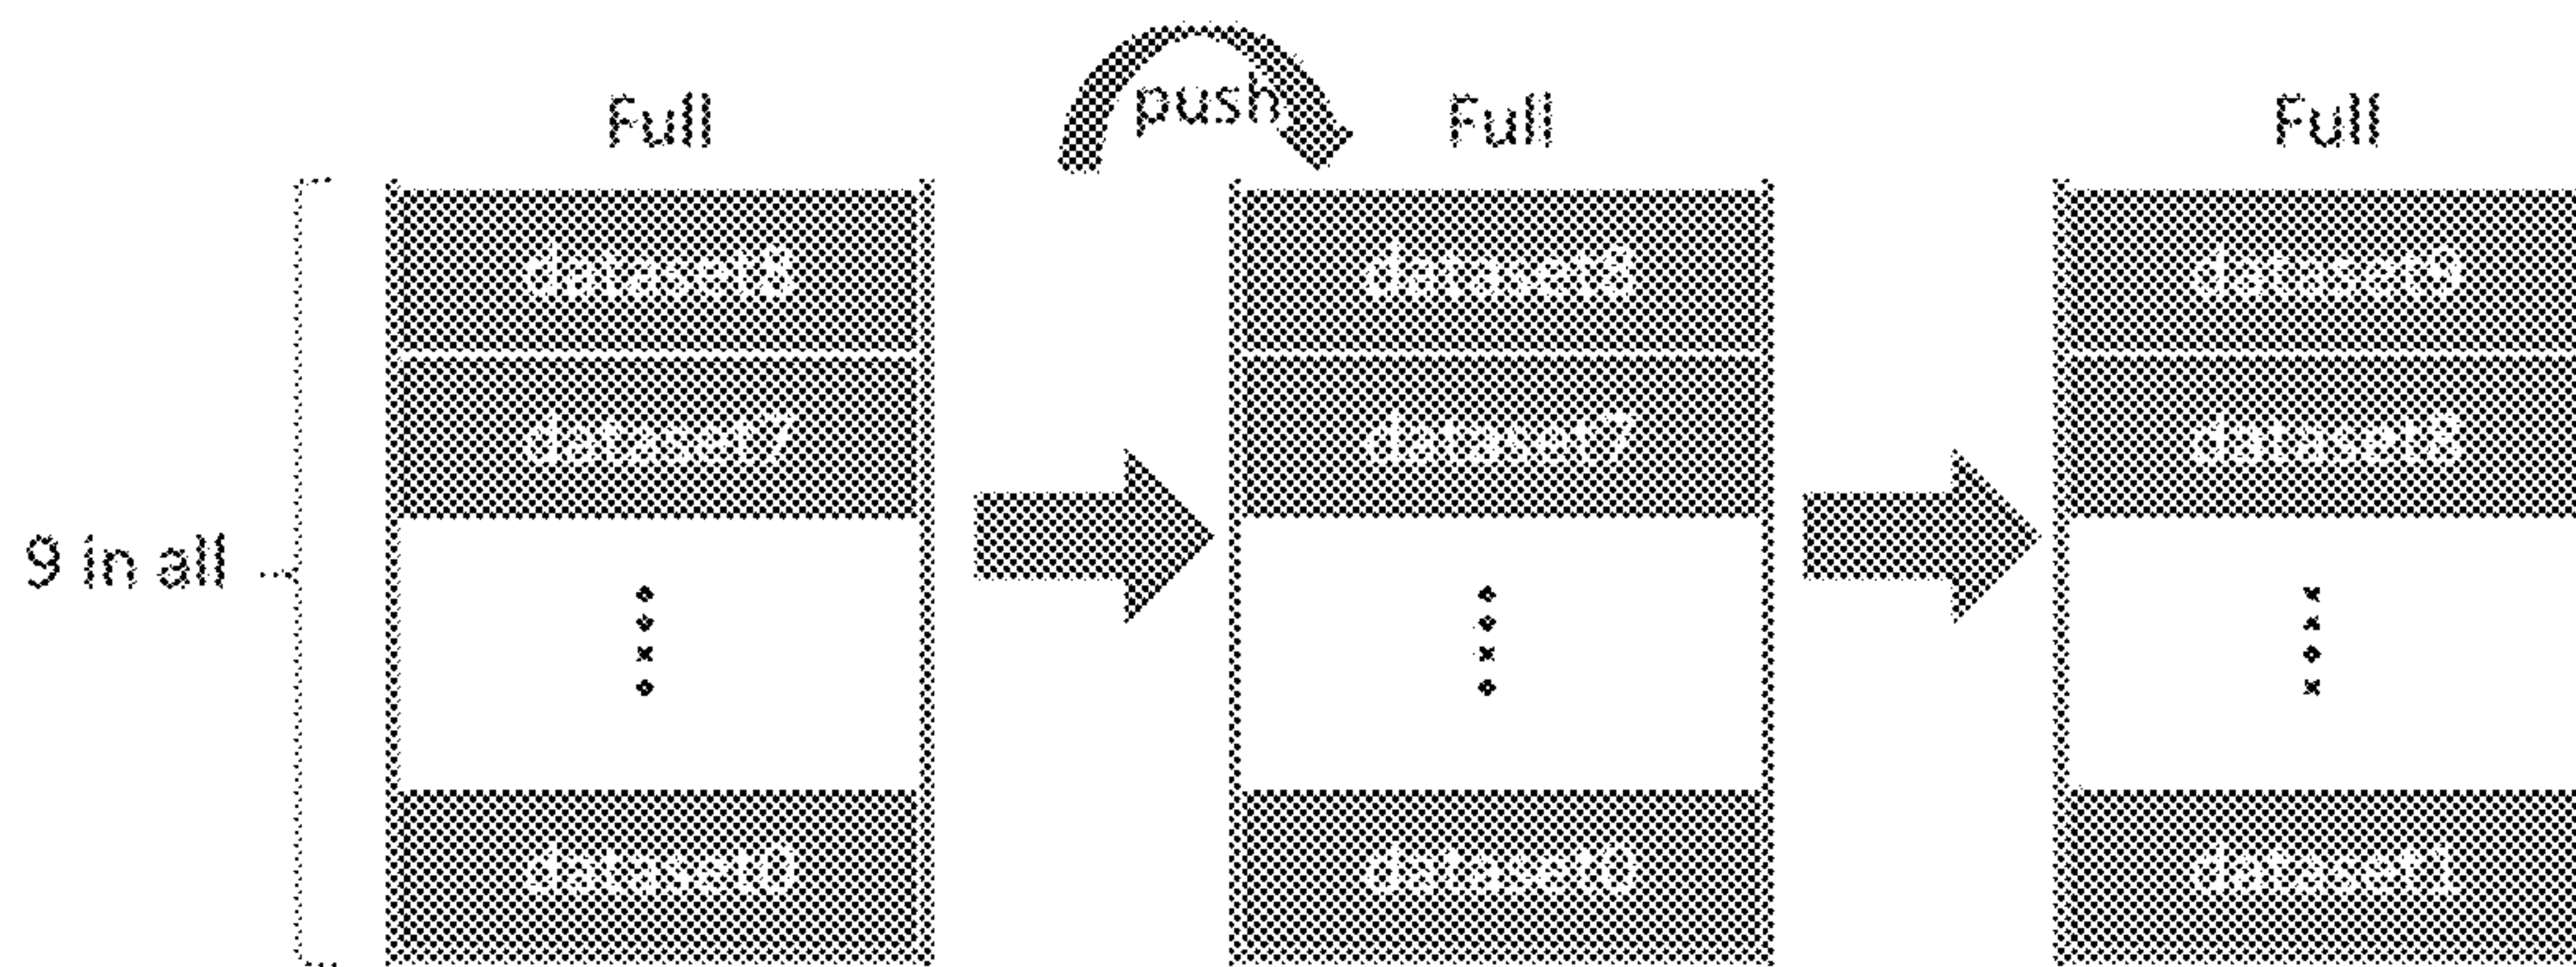 push
Full
Full
Full
dataset8
dataset8
dataset9
dataset7
dataset7
dataset8
9 in all
dataset0
dataset0
dataset1